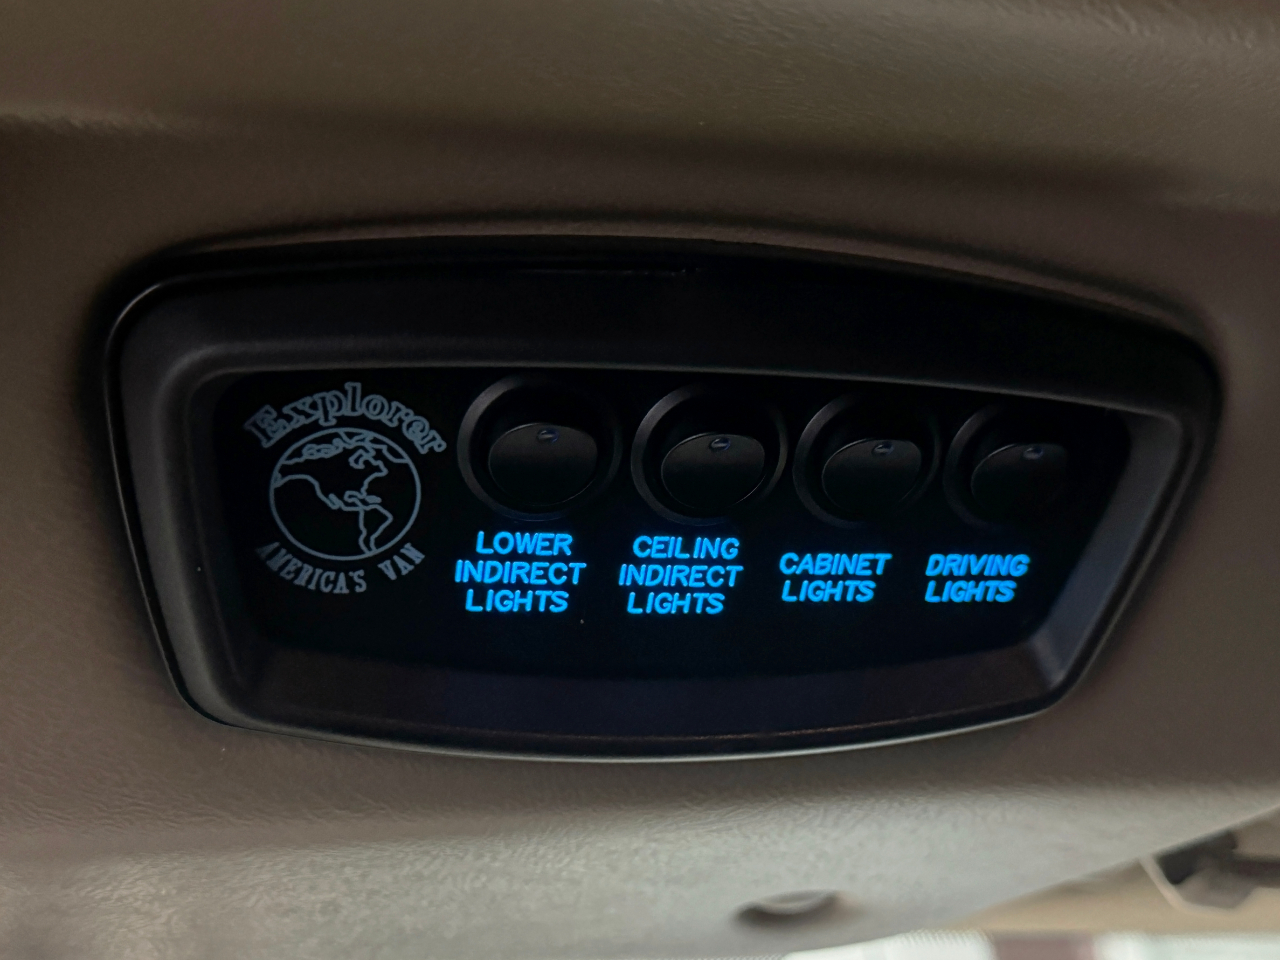 Explorer
AMERICA'S VAN
LOWER
INDIRECT
LIGHTS
CEILING
INDIRECT
LIGHTS
CABINET
LIGHTS
DRIVING
LIGHTS